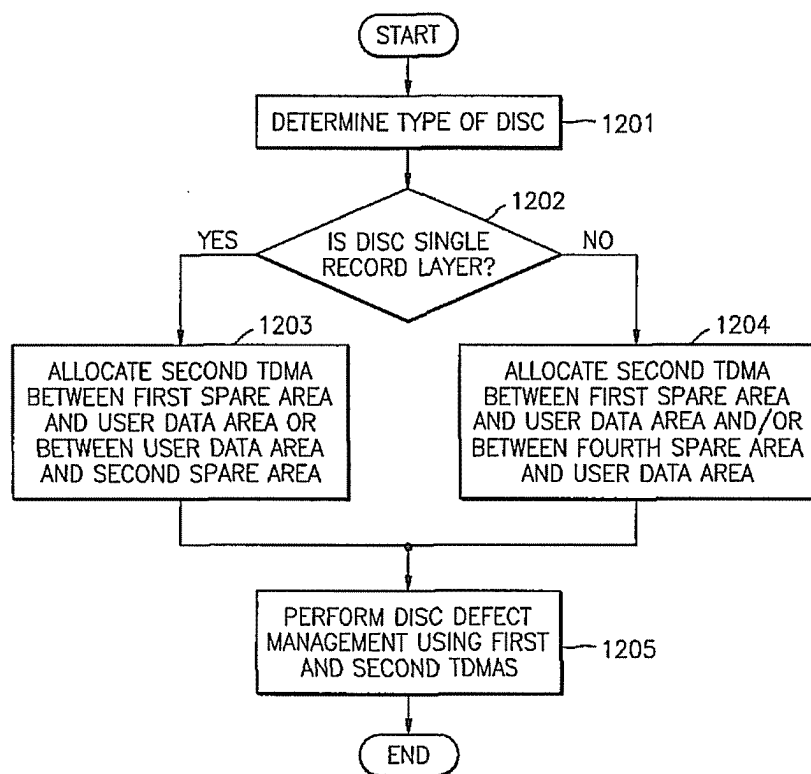 START
DETERMINE TYPE OF DISC
1201
1202
YES
IS DISC SINGLE
RECORD LAYER?
NO
1203
ALLOCATE SECOND TDMA
BETWEEN FIRST SPARE AREA
AND USER DATA AREA OR
BETWEEN USER DATA AREA
AND SECOND SPARE AREA
1204
ALLOCATE SECOND TDMA
BETWEEN FIRST SPARE AREA
AND USER DATA AREA AND/OR
BETWEEN FOURTH SPARE AREA
AND USER DATA AREA
PERFORM DISC DEFECT
MANAGEMENT USING FIRST
AND SECOND TDMAS
1205
END